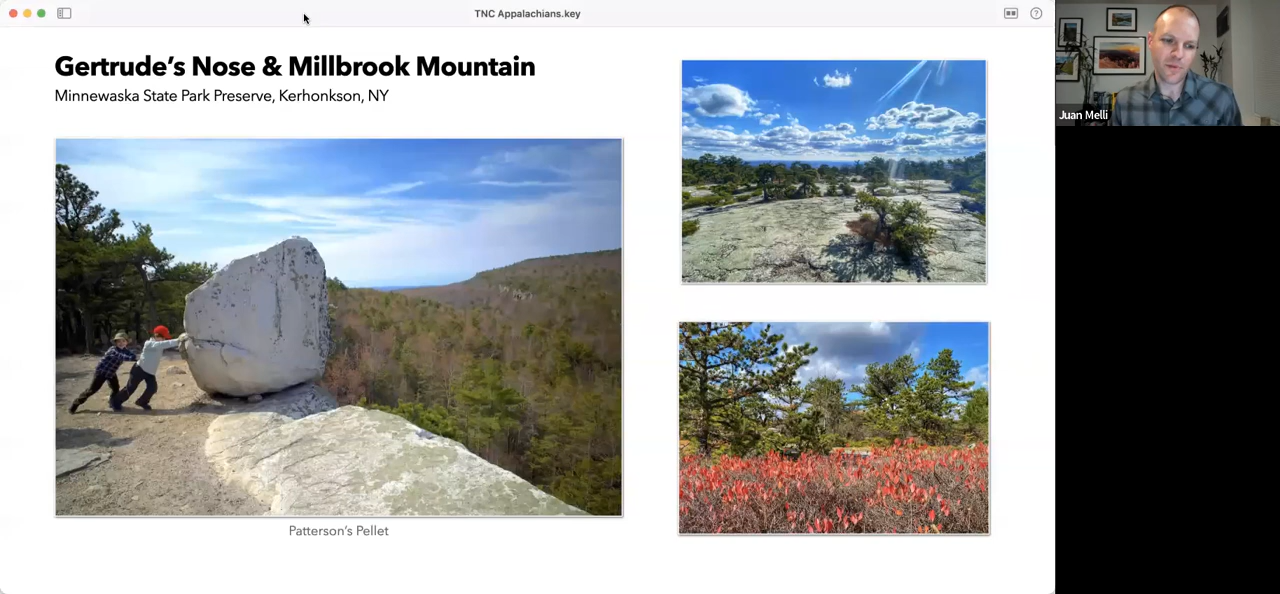 TNC Appalachians.key
Gertrude's Nose & Millbrook Mountain
Minnewaska State Park Preserve, Kerhonkson, NY
Juan Melli
Patterson's Pellet